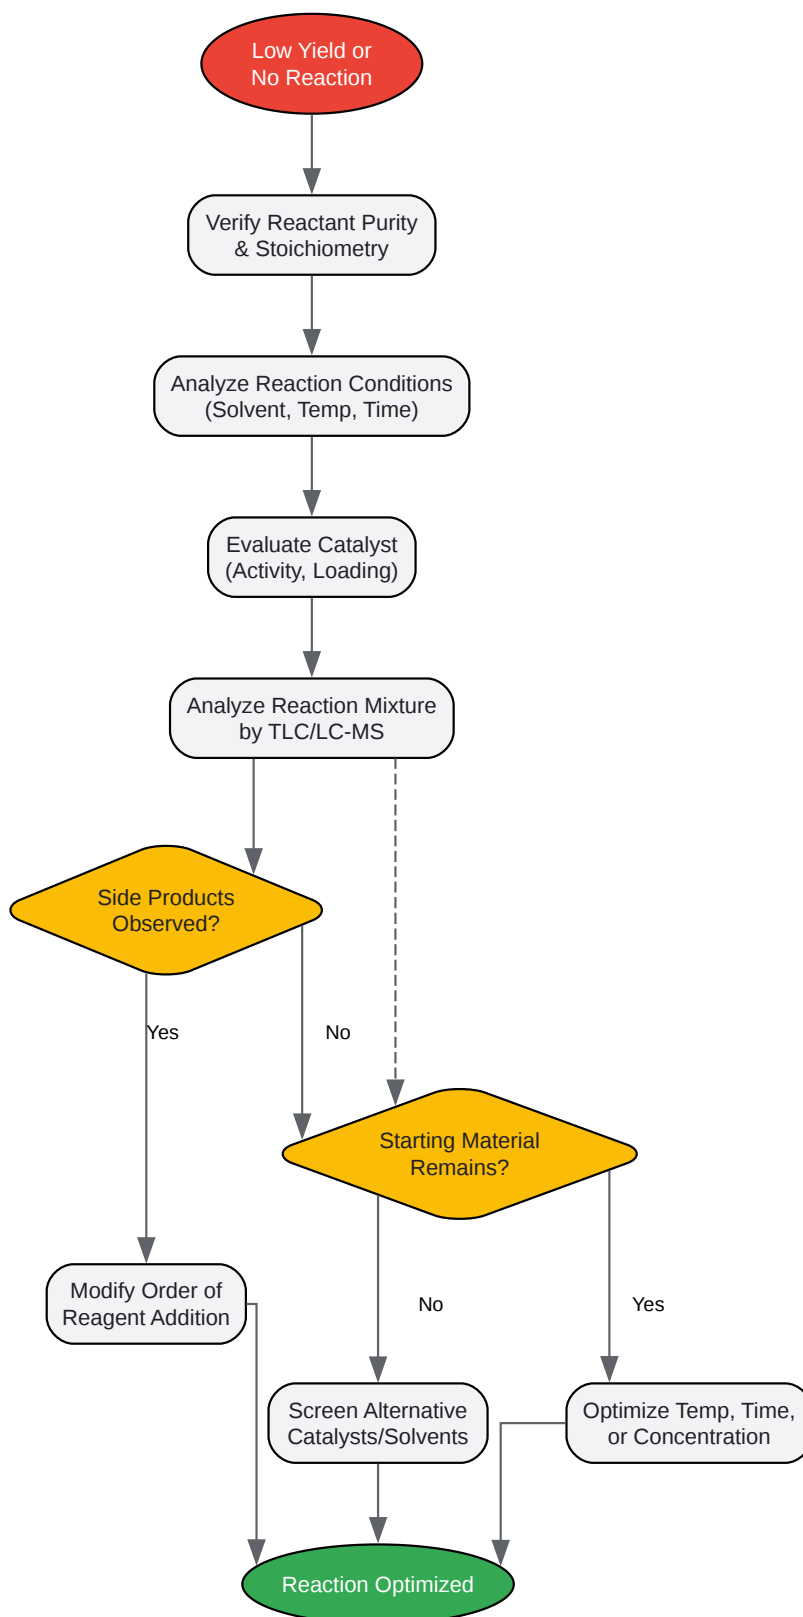 Low Yield or
No Reaction
Verify Reactant Purity
& Stoichiometry
Analyze Reaction Conditions
(Solvent, Temp, Time)
Evaluate Catalyst
(Activity, Loading)
Analyze Reaction Mixture
by TLC/LC-MS
Side Products
Observed?
Yes
No
Starting Material
Remains?
Modify Order of
Reagent Addition
No
Yes
Screen Alternative
Catalysts/Solvents
Optimize Temp, Time,
or Concentration
Reaction Optimized